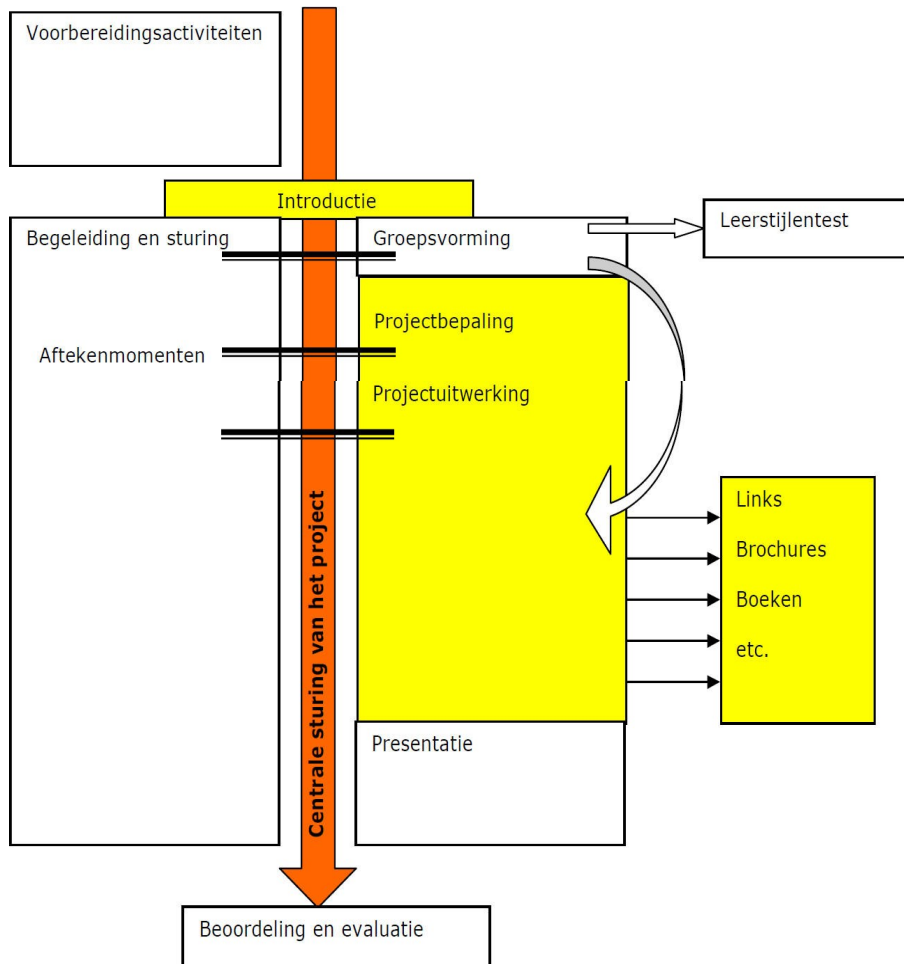 Voorbereidingsactiviteiten
Introductie
Begeleiding en sturing
Groepsvorming
Leerstijlentest
Projectbepaling
Aftekenmomenten
Projectuitwerking
Centrale sturing van het project
Links
Brochures
Boeken
etc.
Presentatie
Beoordeling en evaluatie